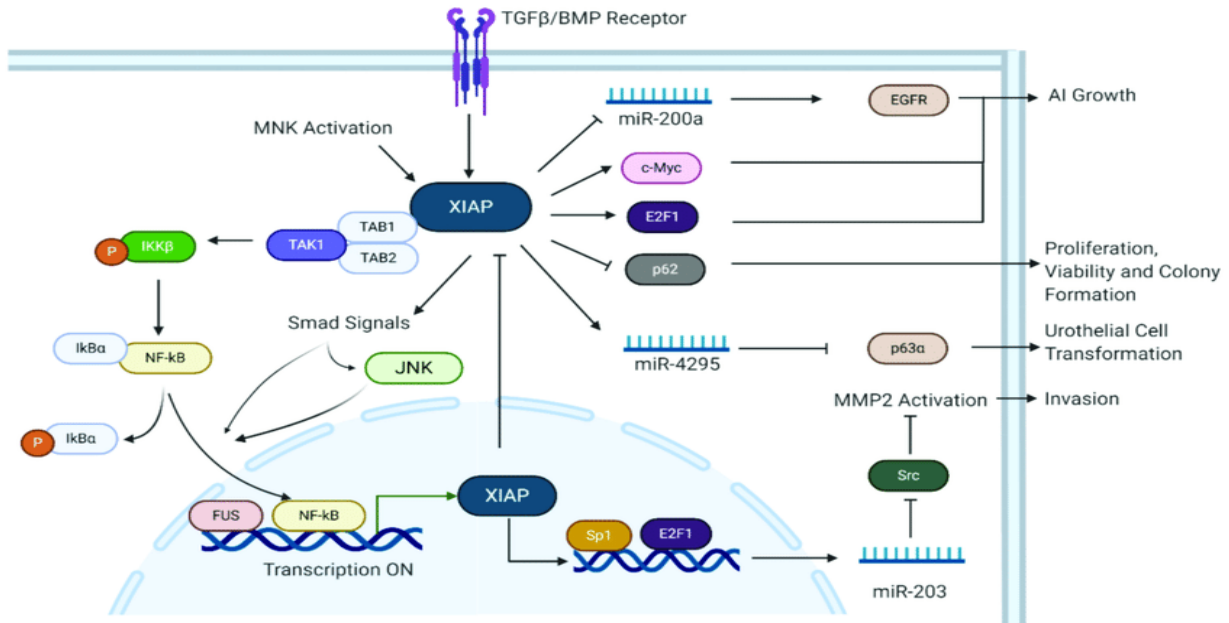 TGFβ/BMP Receptor
MNK Activation
miR-200a
EGFR
AI Growth
c-Myc
XIAP
E2F1
TAB1
TAK1
TAB2
IKKβ
P
p62
Proliferation,
Viability and Colony
Formation
Smad Signals
IkBα
NF-kB
JNK
miR-4295
p63α
Urothelial Cell
Transformation
MMP2 Activation
Invasion
P
IkBα
Src
XIAP
FUS
NF-kB
Sp1
E2F1
Transcription ON
miR-203